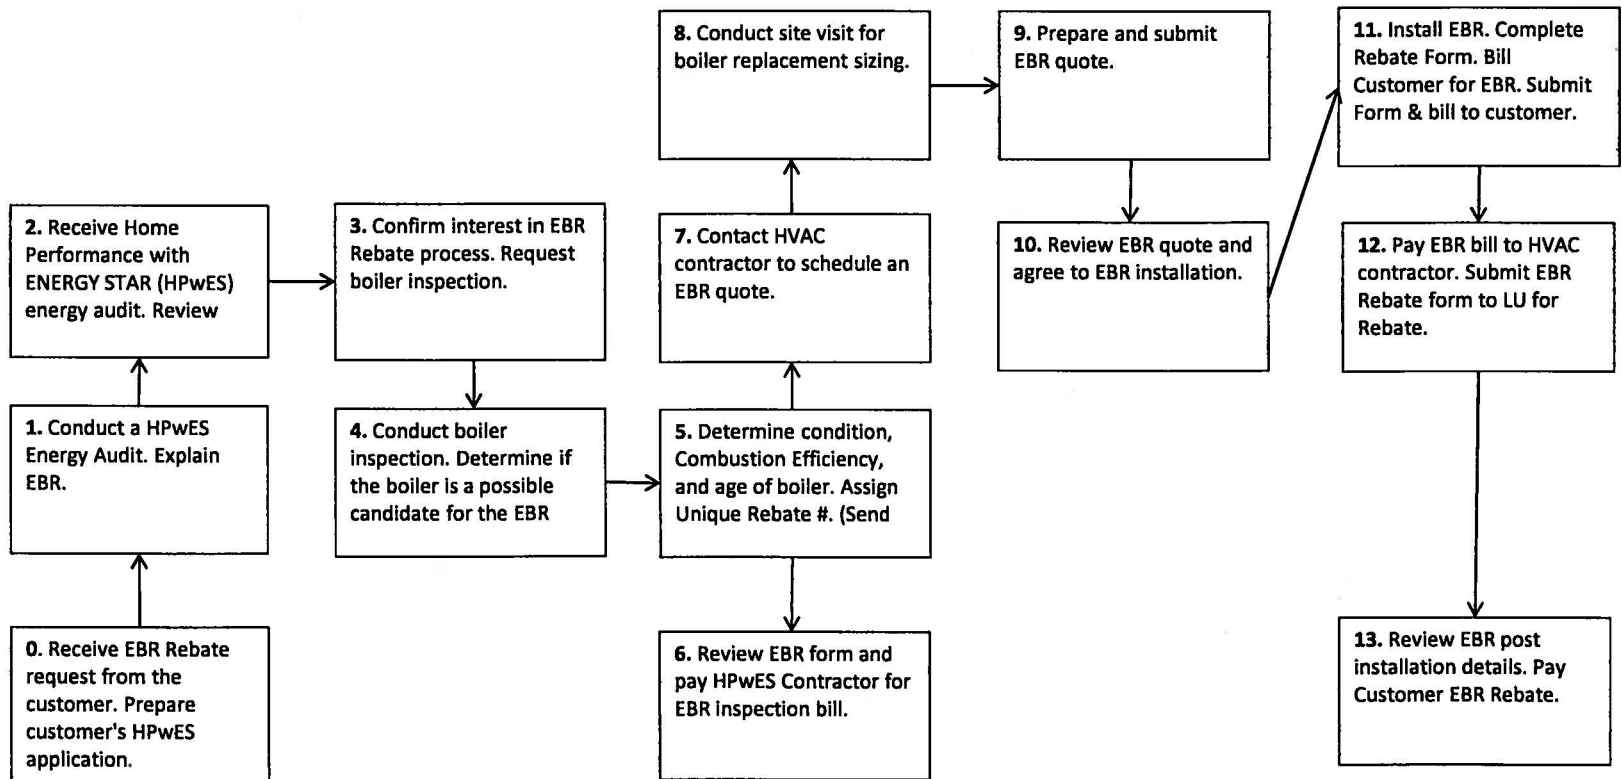 0. Receive EBR Rebate
request from the
customer. Prepare
customer's HPwES
application.
1. Conduct a HPwES
Energy Audit. Explain
EBR.
2. Receive Home
Performance with
ENERGY STAR (HPwES)
energy audit. Review
3. Confirm interest in EBR
Rebate process. Request
boiler inspection.
4. Conduct boiler
inspection. Determine if
the boiler is a possible
candidate for the EBR
5. Determine condition,
Combustion Efficiency,
and age of boiler. Assign
Unique Rebate #. (Send
6. Review EBR form and
pay HPwES Contractor for
EBR inspection bill.
7. Contact HVAC
contractor to schedule an
EBR quote.
8. Conduct site visit for
boiler replacement sizing.
9. Prepare and submit
EBR quote.
10. Review EBR quote and
agree to EBR installation.
11. Install EBR. Complete
Rebate Form. Bill
Customer for EBR. Submit
Form & bill to customer.
12. Pay EBR bill to HVAC
contractor. Submit EBR
Rebate form to LU for
Rebate.
13. Review EBR post
installation details. Pay
Customer EBR Rebate.